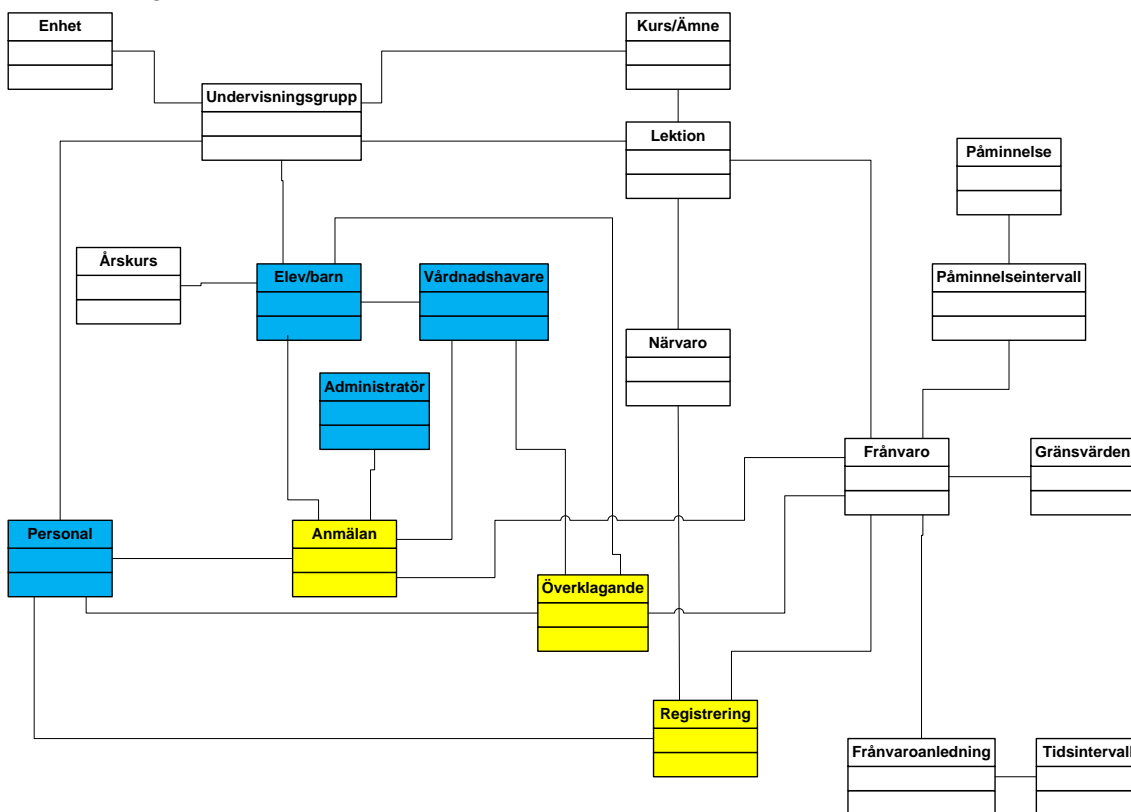 Enhet
Kurs/Ämne
Undervisningsgrupp
Lektion
Påminnelse
Årskurs
Elev/barn
Vårdnadshavare
Påminnelseintervall
Närvaro
Administratör
Frånvaro
Gränsvärden
Personal
Anmälan
Överklagande
Registrering
Frånvaroanledning
Tidsintervall